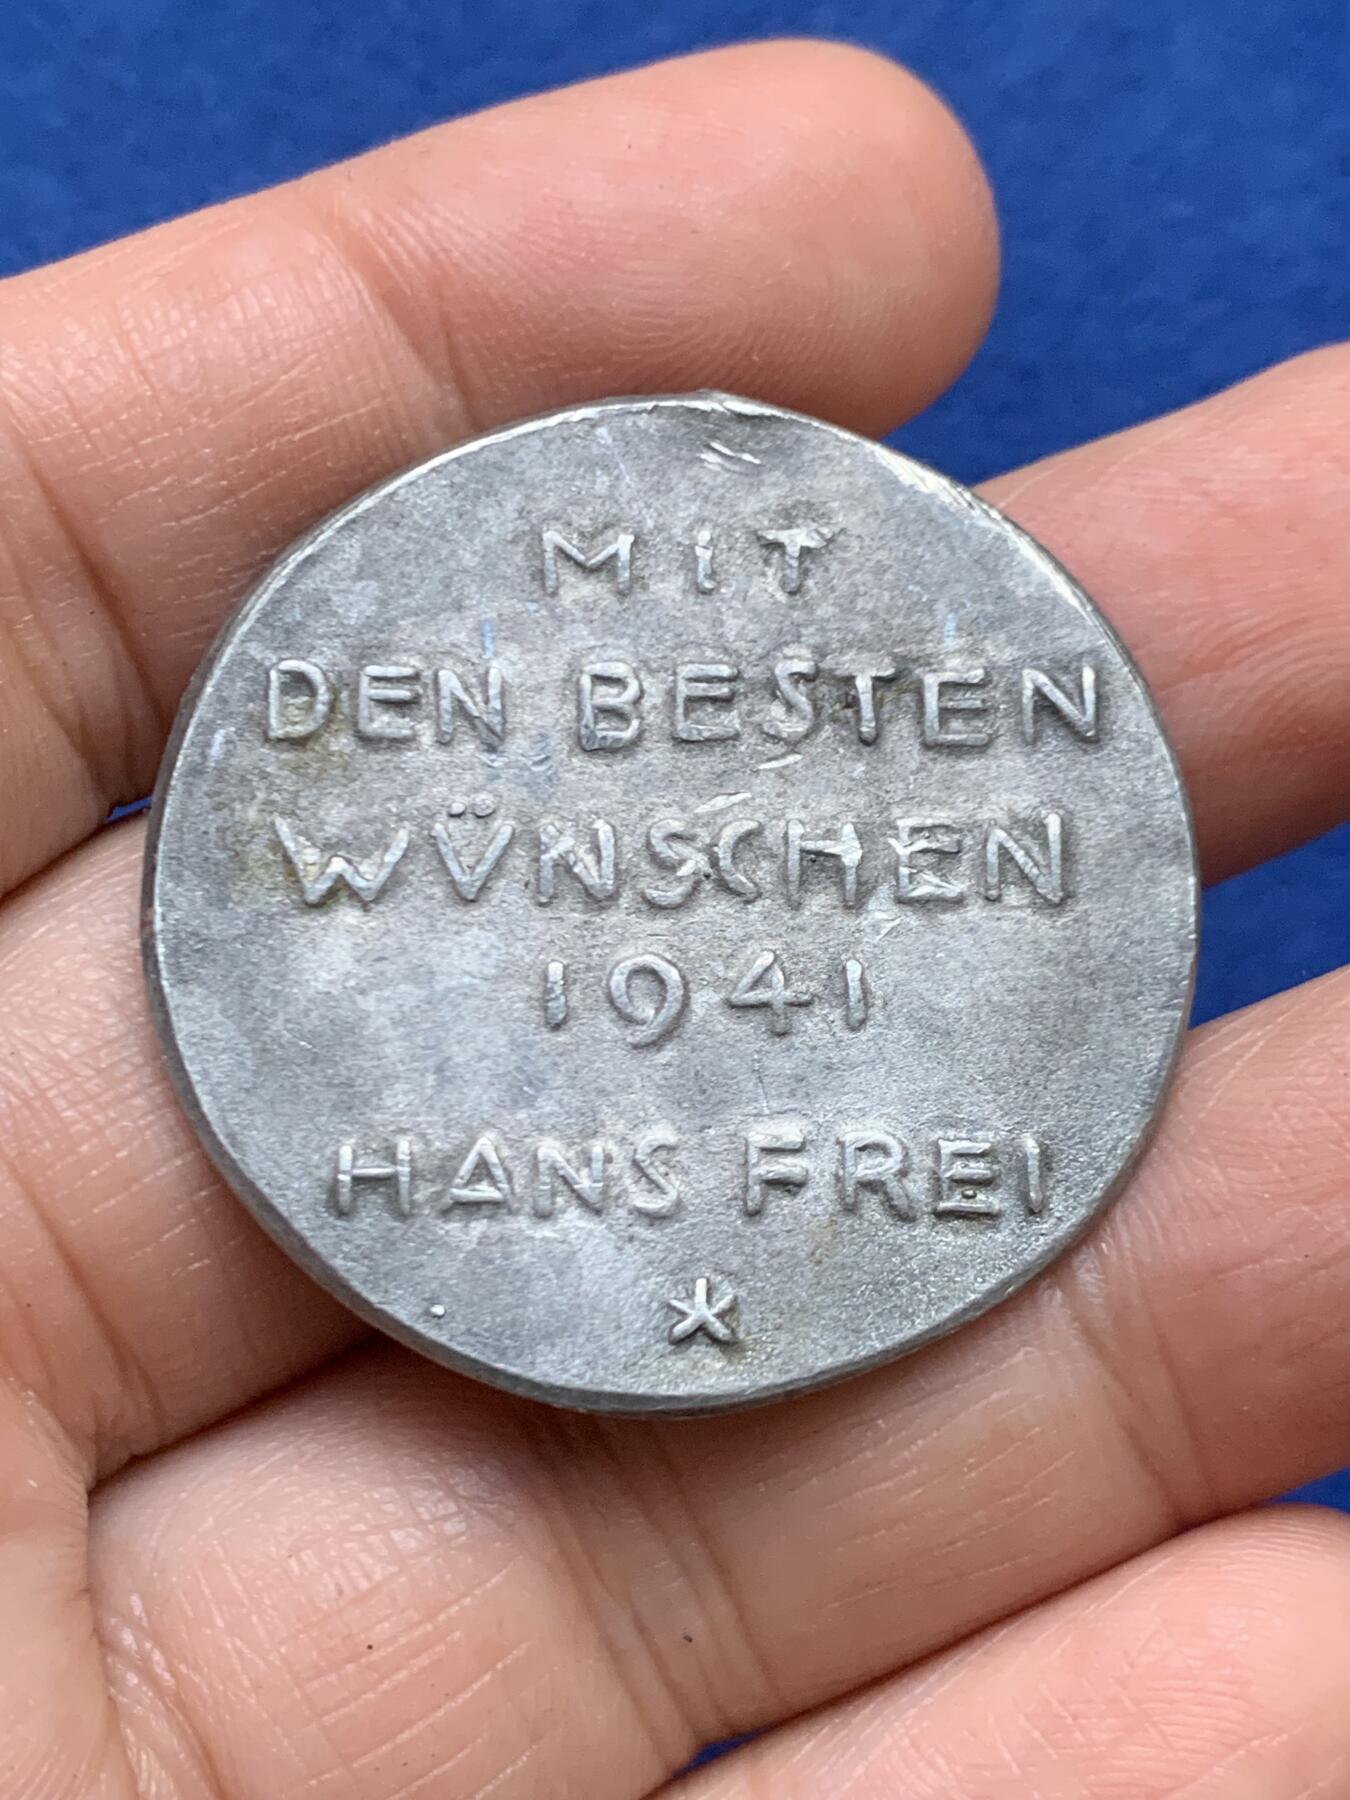 MiT
DEN BESTEN
WÜNSCHEN
1941
HANS FREI
*